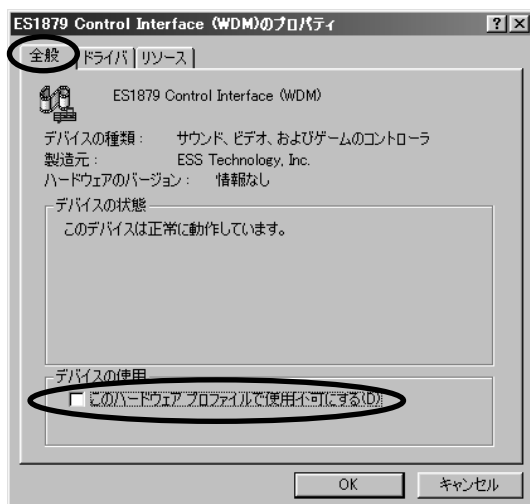 ES1879 Control Interface (WDM)のプロパティ
全般 ドライバ リソース
ES1879 Control Interface (WDM)
デバイスの種類： サウンド、ビデオ、およびゲームのコントローラ
製造元： ESS Technology, Inc.
ハードウェアのバージョン： 情報なし
デバイスの状態
このデバイスは正常に動作しています。
デバイスの使用
このハードウェア プロファイルで使用不可にする(D)
OK キャンセル